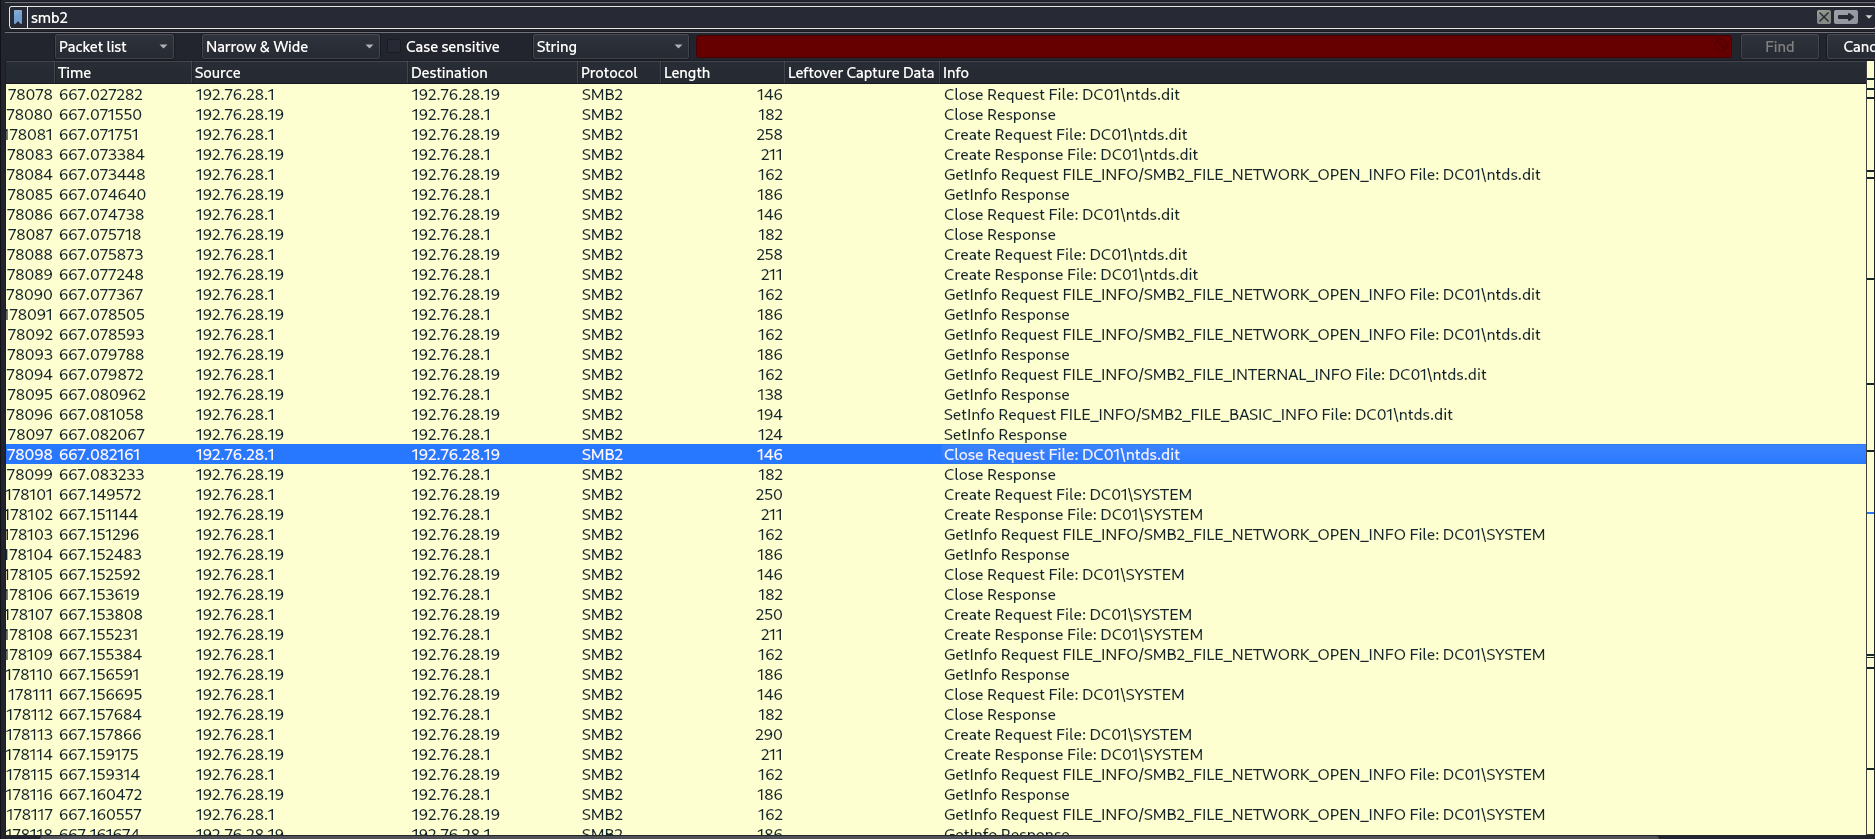 smb2
Packet list Narrow & Wide Case sensitive String Find Canc
Time Source Destination Protocol Length Leftover Capture Data Info
78078 667.027282 192.76.28.1 192.76.28.19 SMB2 146 Close Request File: DC01\ntds.dit
78080 667.071550 192.76.28.19 192.76.28.1 SMB2 182 Close Response
178081 667.071751 192.76.28.1 192.76.28.19 SMB2 258 Create Request File: DC01\ntds.dit
78083 667.073384 192.76.28.19 192.76.28.1 SMB2 211 Create Response File: DC01\ntds.dit
78084 667.073448 192.76.28.1 192.76.28.19 SMB2 162 GetInfo Request FILE_INFO/SMB2_FILE_NETWORK_OPEN_INFO File: DC01\ntds.dit
78085 667.074640 192.76.28.19 192.76.28.1 SMB2 186 GetInfo Response
78086 667.074738 192.76.28.1 192.76.28.19 SMB2 146 Close Request File: DC01\ntds.dit
78087 667.075718 192.76.28.19 192.76.28.1 SMB2 182 Close Response
78088 667.075873 192.76.28.1 192.76.28.19 SMB2 258 Create Request File: DC01\ntds.dit
78089 667.077248 192.76.28.19 192.76.28.1 SMB2 211 Create Response File: DC01\ntds.dit
78090 667.077367 192.76.28.1 192.76.28.19 SMB2 162 GetInfo Request FILE_INFO/SMB2_FILE_NETWORK_OPEN_INFO File: DC01\ntds.dit
178091 667.078505 192.76.28.19 192.76.28.1 SMB2 186 GetInfo Response
78092 667.078593 192.76.28.1 192.76.28.19 SMB2 162 GetInfo Request FILE_INFO/SMB2_FILE_NETWORK_OPEN_INFO File: DC01\ntds.dit
78093 667.079788 192.76.28.19 192.76.28.1 SMB2 186 GetInfo Response
78094 667.079872 192.76.28.1 192.76.28.19 SMB2 162 GetInfo Request FILE_INFO/SMB2_FILE_INTERNAL_INFO File: DC01\ntds.dit
78095 667.080962 192.76.28.19 192.76.28.1 SMB2 138 GetInfo Response
78096 667.081058 192.76.28.1 192.76.28.19 SMB2 194 SetInfo Request FILE_INFO/SMB2_FILE_BASIC_INFO File: DC01\ntds.dit
78097 667.082067 192.76.28.19 192.76.28.1 SMB2 124 SetInfo Response
78098 667.082161 192.76.28.1 192.76.28.19 SMB2 146 Close Request File: DC01\ntds.dit
78099 667.083233 192.76.28.19 192.76.28.1 SMB2 182 Close Response
178101 667.149572 192.76.28.1 192.76.28.19 SMB2 250 Create Request File: DC01\SYSTEM
178102 667.151144 192.76.28.19 192.76.28.1 SMB2 211 Create Response File: DC01\SYSTEM
178103 667.151296 192.76.28.1 192.76.28.19 SMB2 162 GetInfo Request FILE_INFO/SMB2_FILE_NETWORK_OPEN_INFO File: DC01\SYSTEM
178104 667.152483 192.76.28.19 192.76.28.1 SMB2 186 GetInfo Response
178105 667.152592 192.76.28.1 192.76.28.19 SMB2 146 Close Request File: DC01\SYSTEM
178106 667.153619 192.76.28.19 192.76.28.1 SMB2 182 Close Response
178107 667.153808 192.76.28.1 192.76.28.19 SMB2 250 Create Request File: DC01\SYSTEM
178108 667.155231 192.76.28.19 192.76.28.1 SMB2 211 Create Response File: DC01\SYSTEM
178109 667.155384 192.76.28.1 192.76.28.19 SMB2 162 GetInfo Request FILE_INFO/SMB2_FILE_NETWORK_OPEN_INFO File: DC01\SYSTEM
178110 667.156591 192.76.28.19 192.76.28.1 SMB2 186 GetInfo Response
178111 667.156695 192.76.28.1 192.76.28.19 SMB2 146 Close Request File: DC01\SYSTEM
178112 667.157684 192.76.28.19 192.76.28.1 SMB2 182 Close Response
178113 667.157866 192.76.28.1 192.76.28.19 SMB2 290 Create Request File: DC01\SYSTEM
178114 667.159175 192.76.28.19 192.76.28.1 SMB2 211 Create Response File: DC01\SYSTEM
178115 667.159314 192.76.28.1 192.76.28.19 SMB2 162 GetInfo Request FILE_INFO/SMB2_FILE_NETWORK_OPEN_INFO File: DC01\SYSTEM
178116 667.160472 192.76.28.19 192.76.28.1 SMB2 186 GetInfo Response
178117 667.160557 192.76.28.1 192.76.28.19 SMB2 162 GetInfo Request FILE_INFO/SMB2_FILE_NETWORK_OPEN_INFO File: DC01\SYSTEM
178118 667.161674 192.76.28.19 192.76.28.1 SMB2 186 GetInfo Response